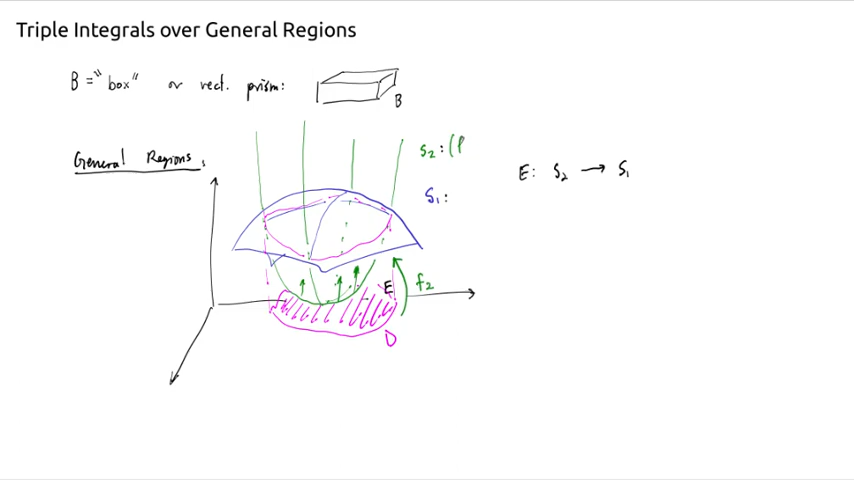 Triple Integrals over General Regions
B = "box" or rect. prism:
B
General Regions.
S₂: (f
E: S₂ → S₁
S₁:
E
f₂
D